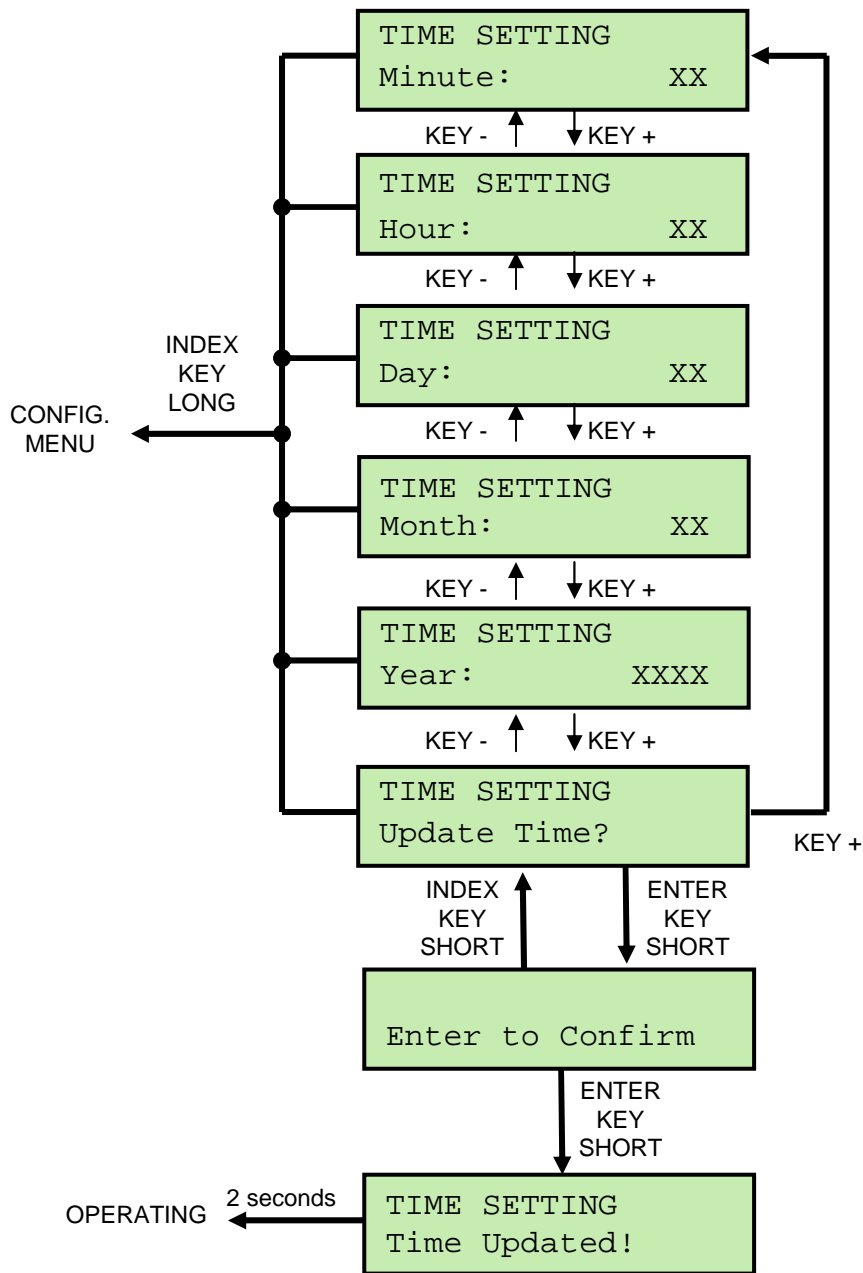 TIME SETTING
Minute: XX
KEY - KEY +
TIME SETTING
Hour: XX
KEY - KEY +
TIME SETTING
Day: XX
INDEX
KEY
LONG
CONFIG.
MENU
KEY - KEY +
TIME SETTING
Month: XX
KEY - KEY +
TIME SETTING
Year: XXXX
KEY - KEY +
TIME SETTING
Update Time?
KEY +
INDEX
KEY
SHORT
ENTER
KEY
SHORT
Enter to Confirm
ENTER
KEY
SHORT
TIME SETTING
Time Updated!
2 seconds
OPERATING